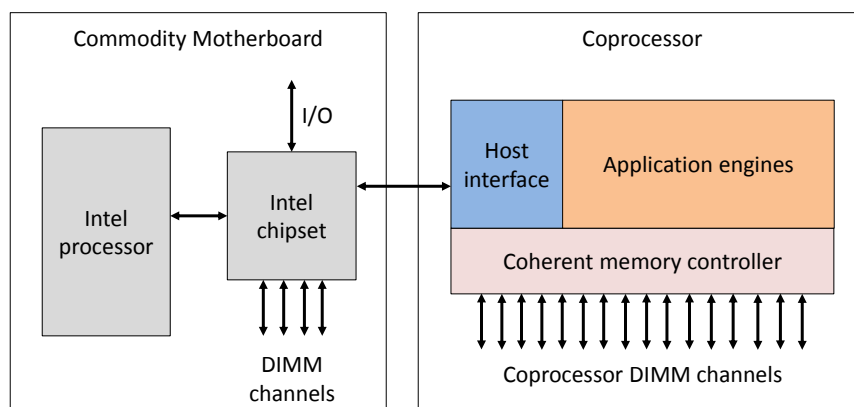 Commodity Motherboard
Coprocessor
I/O
Intel
processor
Intel
chipset
DIMM
channels
Host
interface
Application engines
Coherent memory controller
Coprocessor DIMM channels